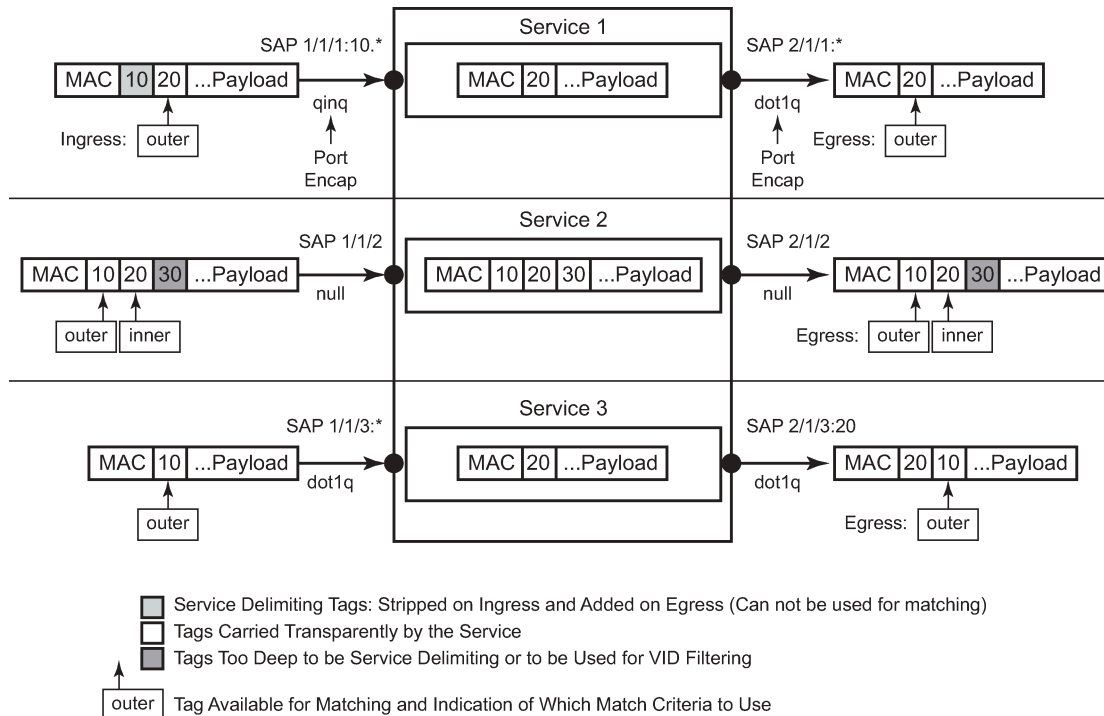 Service 1
SAP 1/1/1:10.*
SAP 2/1/1:*
MAC 10 20 ...Payload
MAC 20 ...Payload
MAC 20 ...Payload
qinq
dot1q
Ingress: outer
Port
Encap
Port
Encap
Egress: outer
Service 2
SAP 1/1/2
SAP 2/1/2
MAC 10 20 30 ...Payload
MAC 10 20 30 ...Payload
MAC 10 20 30 ...Payload
null
null
outer inner
Egress: outer inner
Service 3
SAP 1/1/3:*
SAP 2/1/3:20
MAC 10 ...Payload
MAC 20 ...Payload
MAC 20 10 ...Payload
dot1q
dot1q
outer
Egress: outer
Service Delimiting Tags: Stripped on Ingress and Added on Egress (Can not be used for matching)
Tags Carried Transparently by the Service
Tags Too Deep to be Service Delimiting or to be Used for VID Filtering
outer Tag Available for Matching and Indication of Which Match Criteria to Use